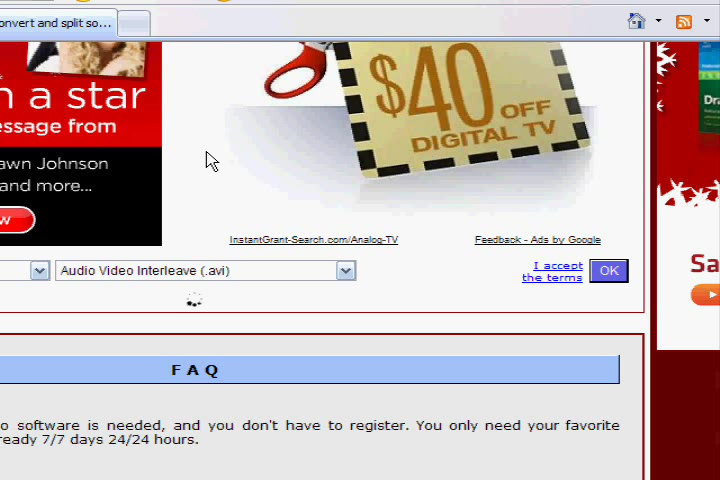 onvert and split so...
n a star
essage from
awn Johnson
and more...
w
$40 OFF
DIGITAL TV
InstantGrant-Search.com/Analog-TV
Feedback - Ads by Google
Audio Video Interleave (.avi)
I accept
the terms
OK
Dra
Sa
F A Q
o software is needed, and you don't have to register. You only need your favorite
ready 7/7 days 24/24 hours.